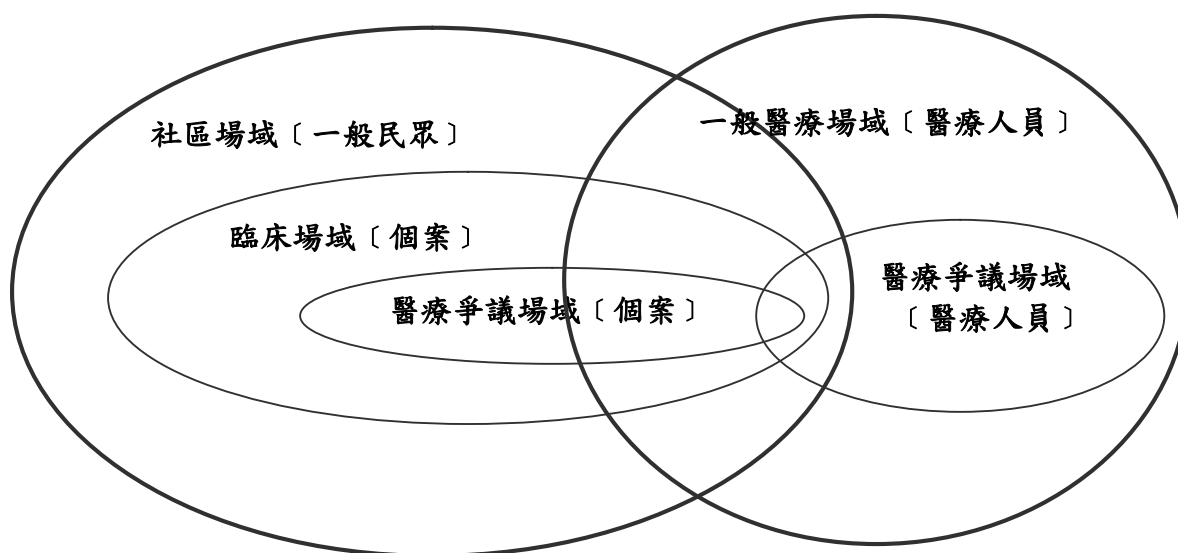 社區場域〔一般民眾〕
一般醫療場域〔醫療人員〕
臨床場域〔個案〕
醫療爭議場域〔個案〕
醫療爭議場域
〔醫療人員〕